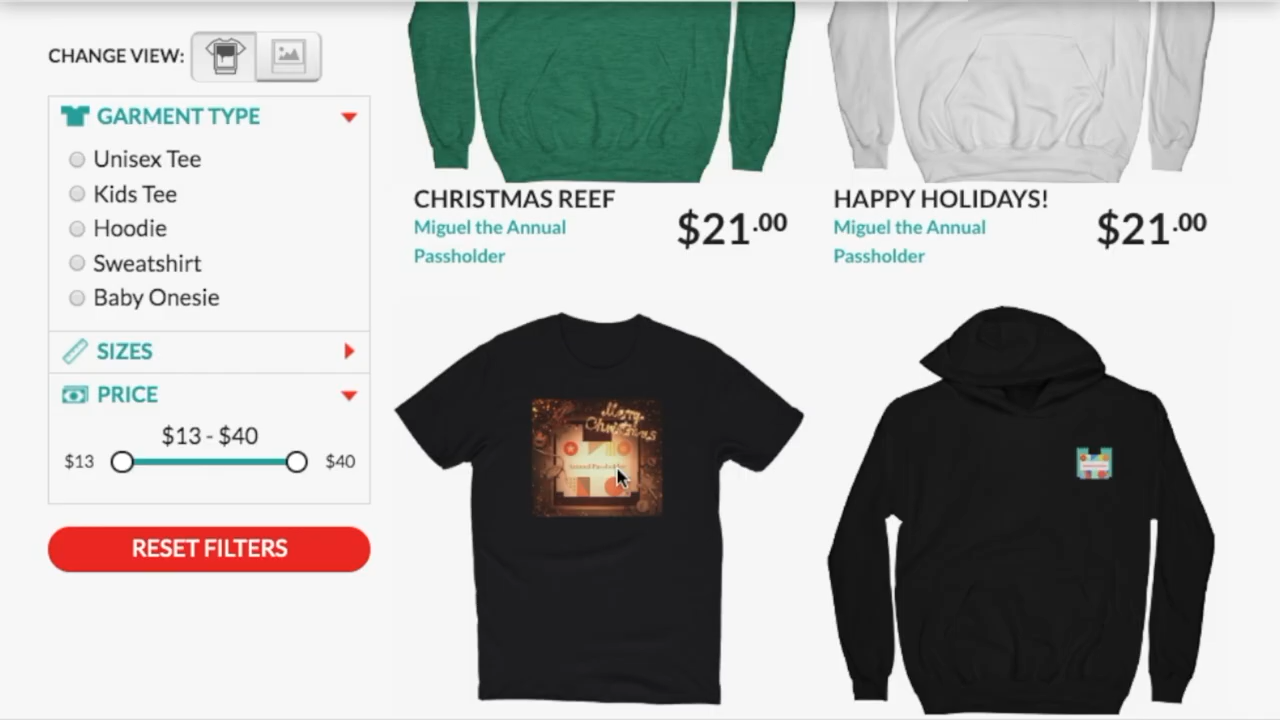 CHANGE VIEW:
GARMENT TYPE
Unisex Tee
Kids Tee
Hoodie
Sweatshirt
Baby Onesie
SIZES
PRICE
$13 - $40
$13
$40
RESET FILTERS
CHRISTMAS REEF
Miguel the Annual
Passholder
$21.00
HAPPY HOLIDAYS!
Miguel the Annual
Passholder
$21.00
Merry
Christmas